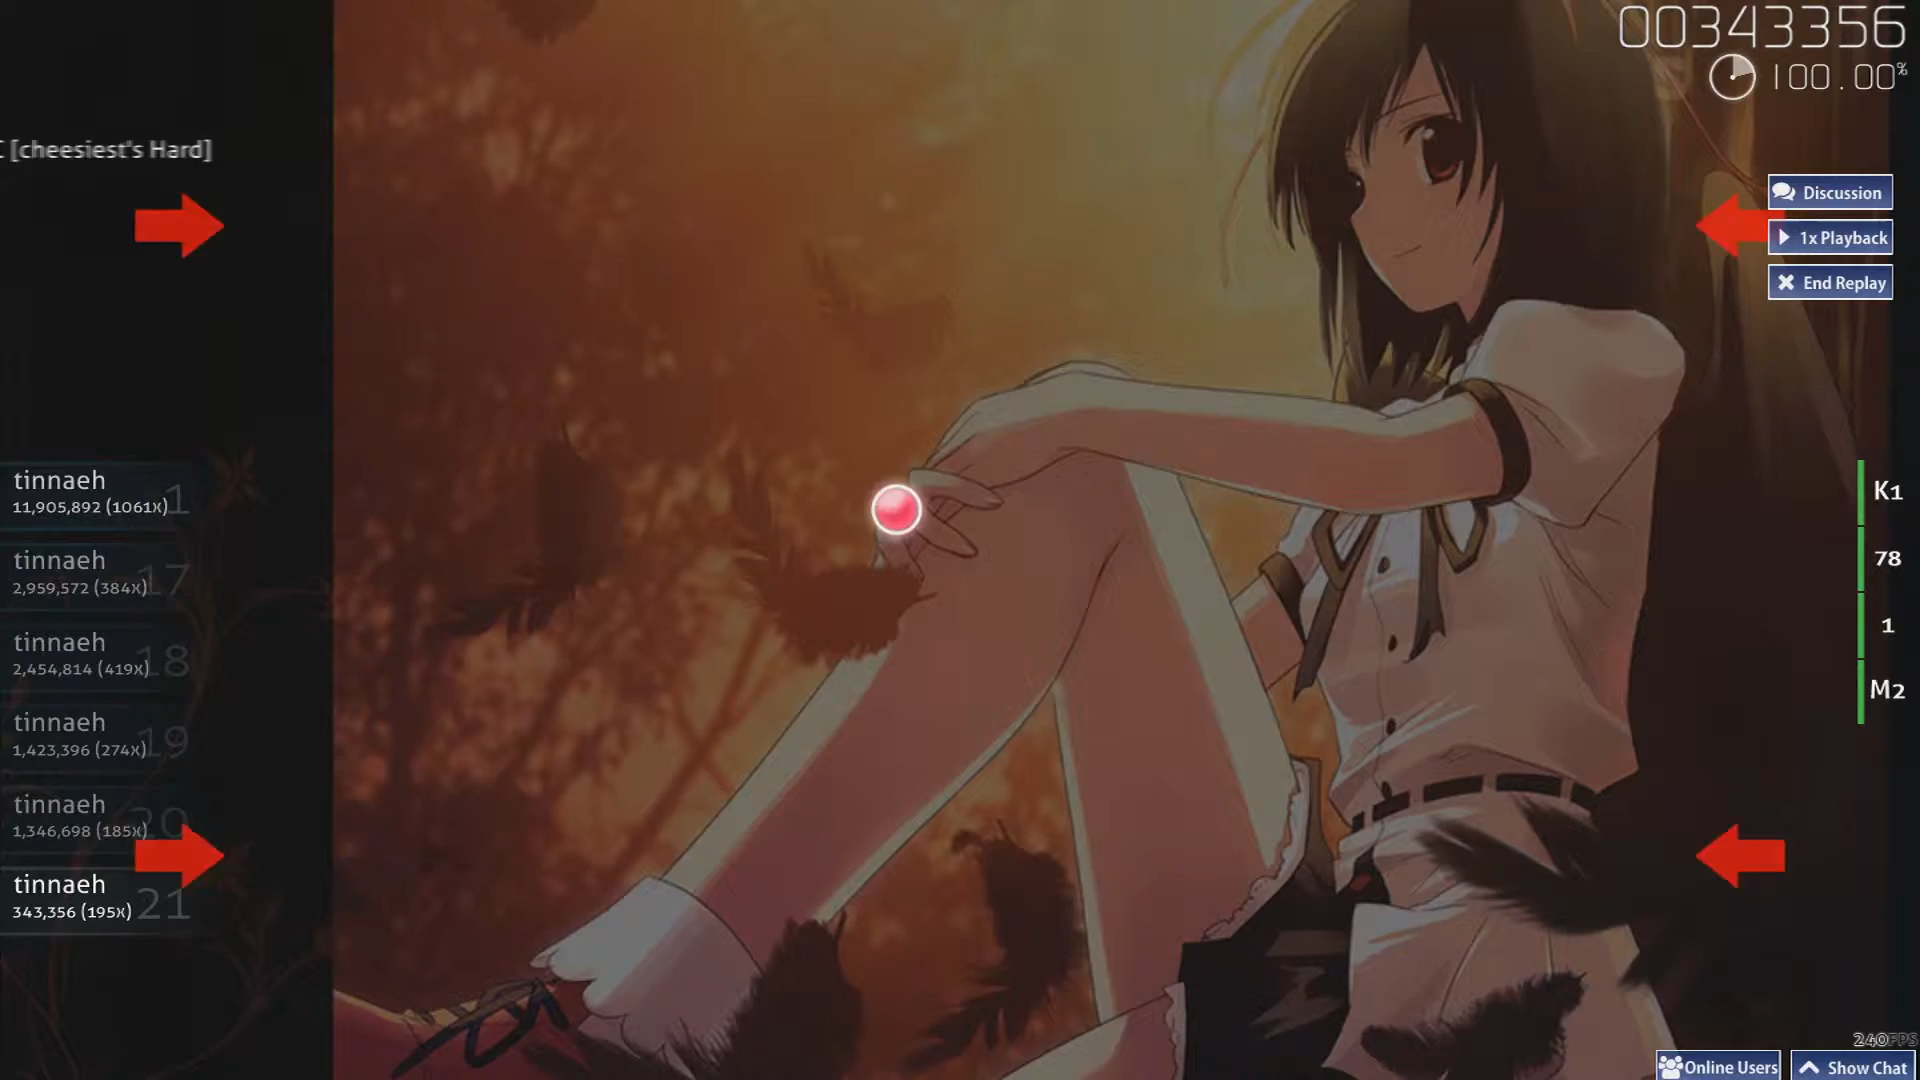 00343356
100.00%
[cheesiest's Hard]
Discussion
1x Playback
End Replay
tinnaeh
11,905,892 (1061x)
1
tinnaeh
2,959,572 (384x)
17
tinnaeh
2,454,814 (419x)
18
tinnaeh
1,423,396 (274x)
19
tinnaeh
1,346,698 (185x)
20
tinnaeh
343,356 (195x)
21
K1
78
1
M2
240FPS
Online Users
Show Chat